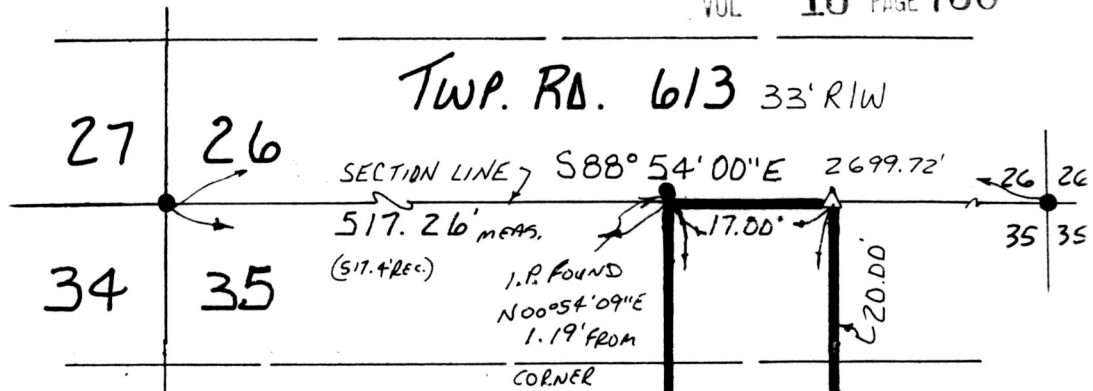 VOL 10 PAGE
TWP. RD. 613 33' R/W
27 26
SECTION LINE S88°54'00"E 2699.72'
26 26
517.26' MEAS.
17.00'
35 35
(517.4' REC.)
34 35
I.P. FOUND
N00°54'09"E
1.19' FROM
CORNER
20.00'